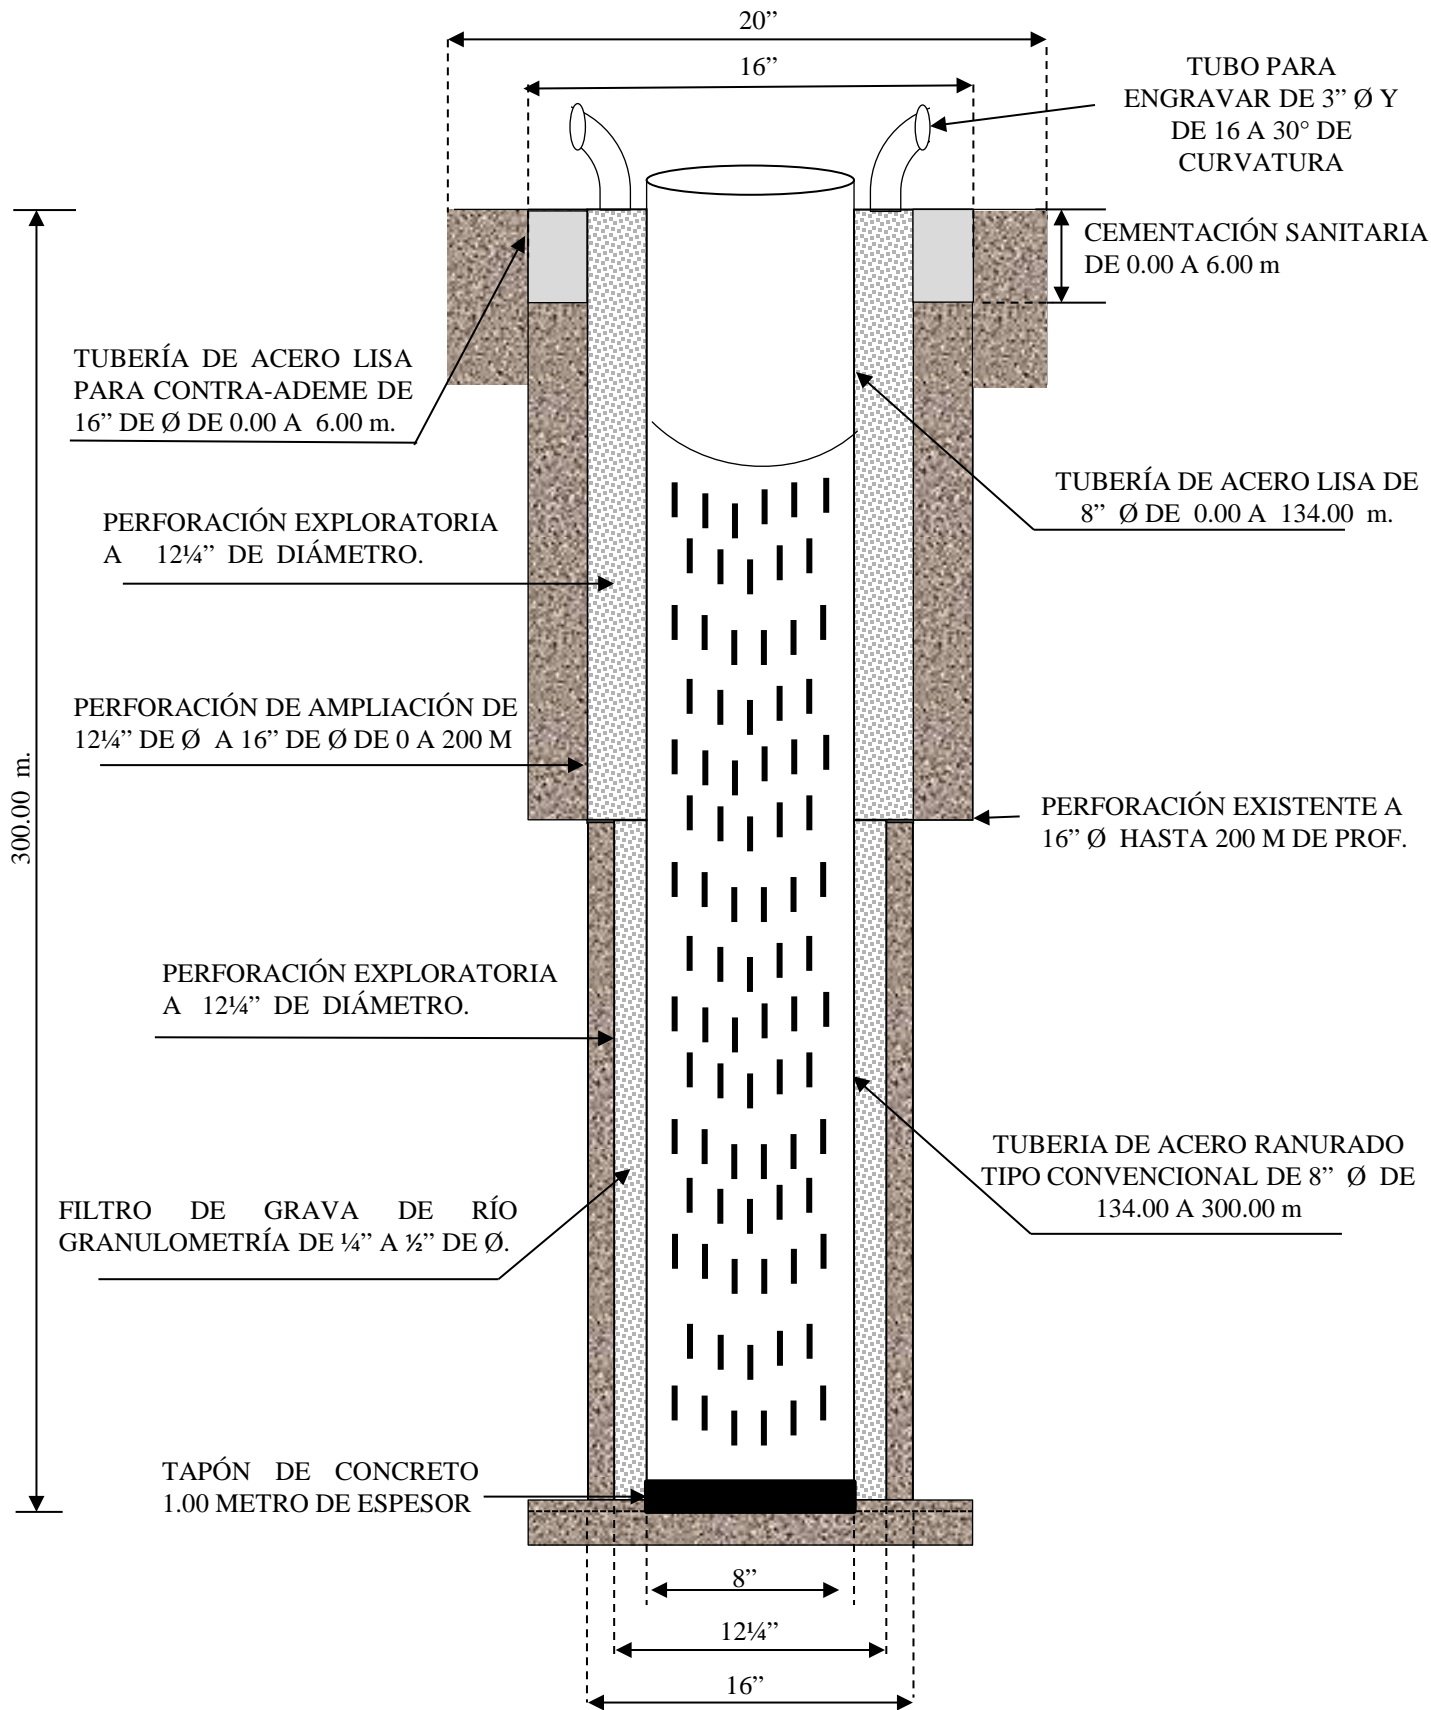 20”
16”
TUBO PARA
ENGRAVAR DE 3” Ø Y
DE 16 A 30° DE
CURVATURA
CEMENTACIÓN SANITARIA
DE 0.00 A 6.00 m
TUBERÍA DE ACERO LISA
PARA CONTRA-ADEME DE
16” DE Ø DE 0.00 A 6.00 m.
TUBERÍA DE ACERO LISA DE
8” Ø DE 0.00 A 134.00 m.
PERFORACIÓN EXPLORATORIA
A 12¼” DE DIÁMETRO.
PERFORACIÓN DE AMPLIACIÓN DE
12¼” DE Ø A 16” DE Ø DE 0 A 200 M
300.00 m.
PERFORACIÓN EXISTENTE A
16” Ø HASTA 200 M DE PROF.
PERFORACIÓN EXPLORATORIA
A 12¼” DE DIÁMETRO.
TUBERIA DE ACERO RANURADO
TIPO CONVENCIONAL DE 8” Ø DE
134.00 A 300.00 m
FILTRO DE GRAVA DE RÍO
GRANULOMETRÍA DE ¼” A ½” DE Ø.
TAPÓN DE CONCRETO
1.00 METRO DE ESPESOR
8”
12¼”
16”